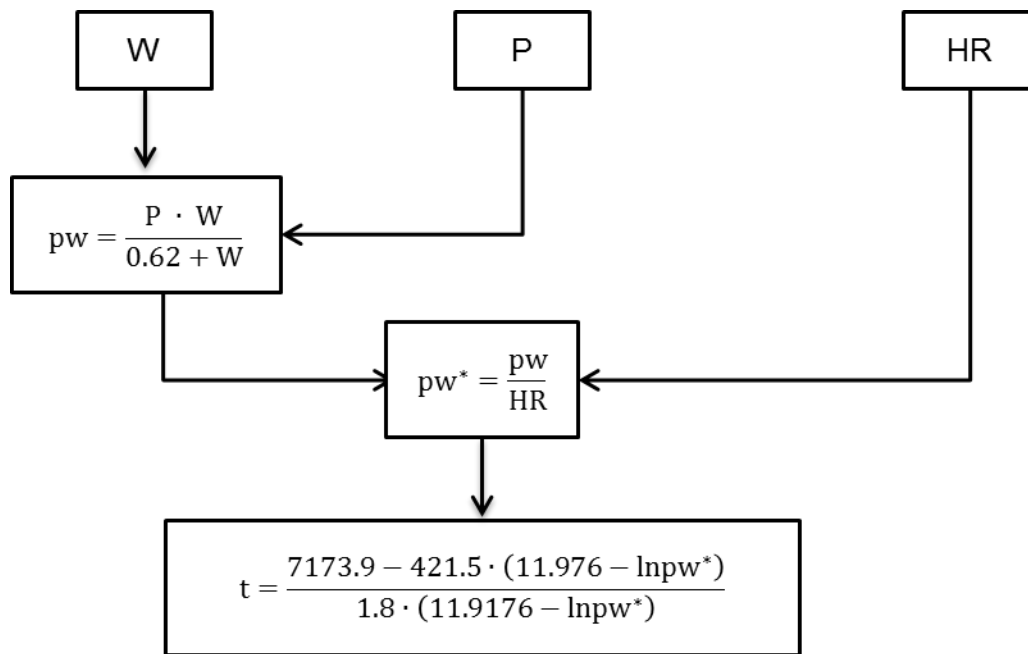 W
P
HR
pw = P · W / 0.62 + W
pw* = pw / HR
t = 7173.9 − 421.5 · (11.976 − lnpw*) / 1.8 · (11.9176 − lnpw*)